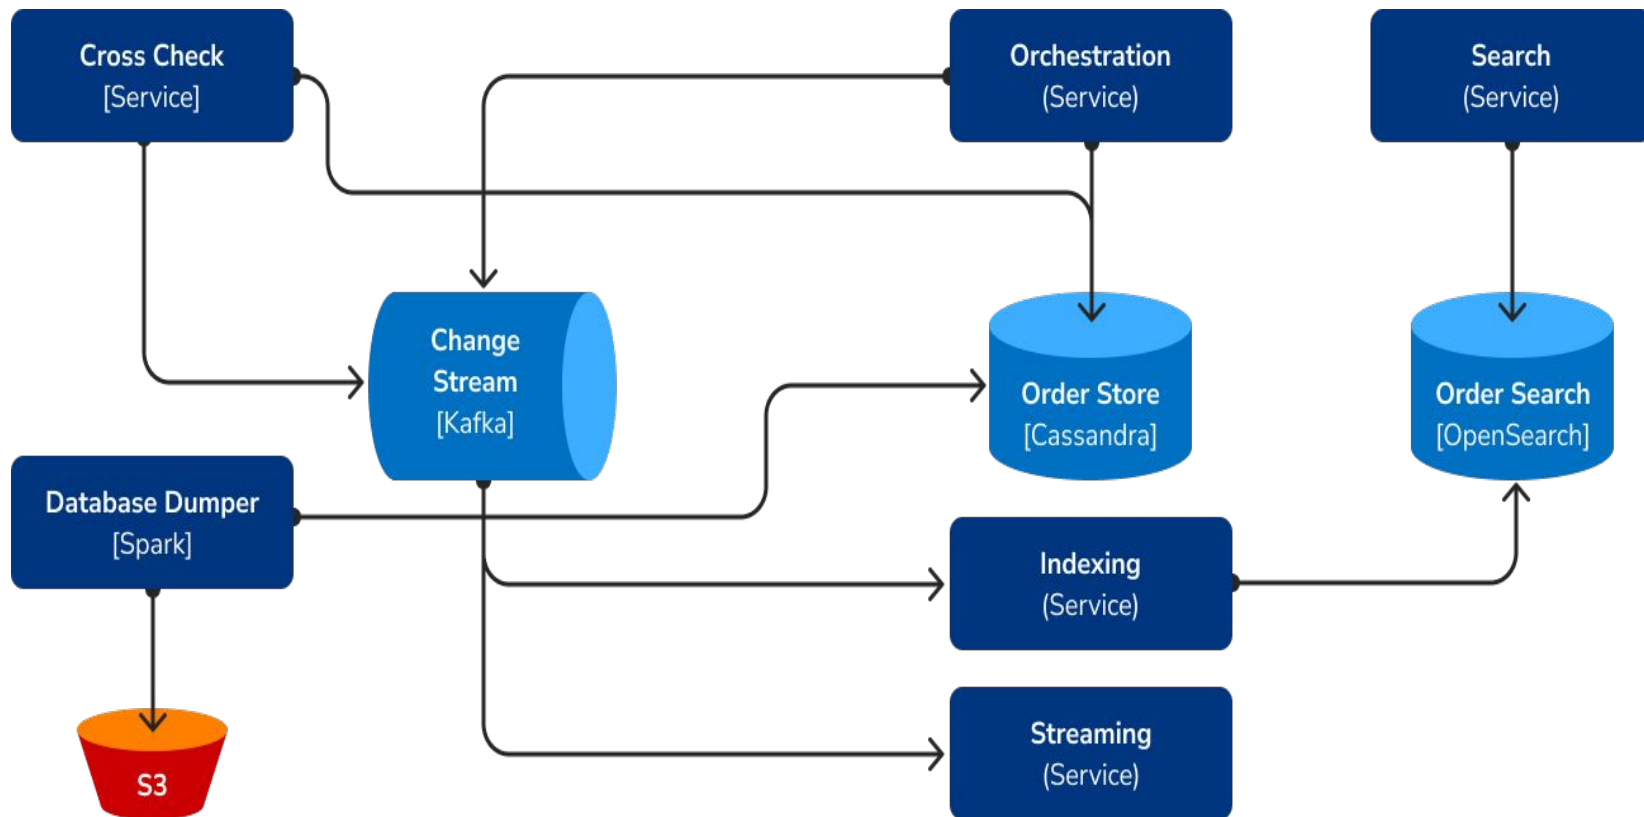 Cross Check
[Service]
Orchestration
(Service)
Search
(Service)
Change
Stream
[Kafka]
Order Store
[Cassandra]
Order Search
[OpenSearch]
Database Dumper
[Spark]
Indexing
(Service)
Streaming
(Service)
S3